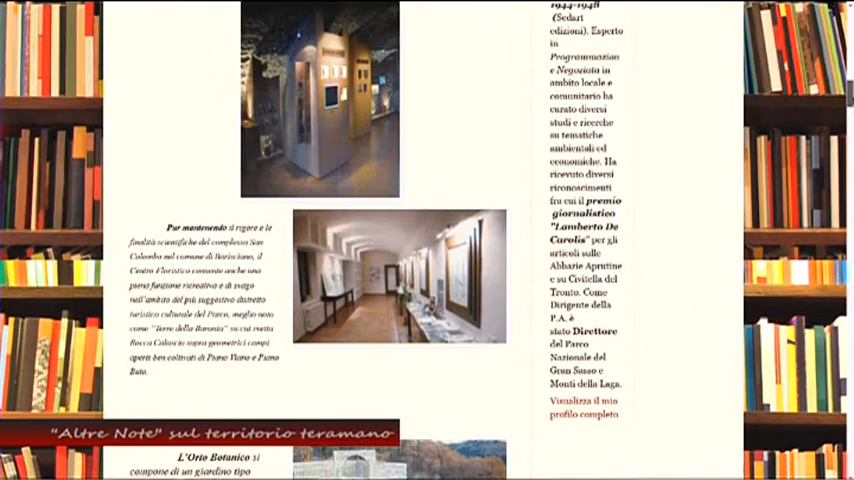 Pur mantenendo il rigore e le
finalità scientifiche del complesso San
Colombo nel comune di Barisciano, il
Centro Floristico consente anche una
piena funzione ricreativa e di svago
nell'ambito del più suggestivo distretto
turistico culturale del Parco, meglio noto
come "Terre della Baronia" su cui svetta
Rocca Calascio sopra geometrici campi
aperti ben coltivati di Piano Viano e Piano
Buto.
L'Orto Botanico si
compone di un giardino tipo
1944-1948
(Sedart
edizioni). Esperto
in
Programmazion
e Negoziata in
ambito locale e
comunitario ha
curato diversi
studi e ricerche
su tematiche
ambientali ed
economiche. Ha
ricevuto diversi
riconoscimenti
fra cui il premio
giornalistico
"Lamberto De
Carolis" per gli
articoli sulle
Abbazie Aprutine
e su Civitella del
Tronto. Come
Dirigente della
P.A. è
stato Direttore
del Parco
Nazionale del
Gran Sasso e
Monti della Laga.
Visualizza il mio
profilo completo
"Altre Note" sul territorio teramano